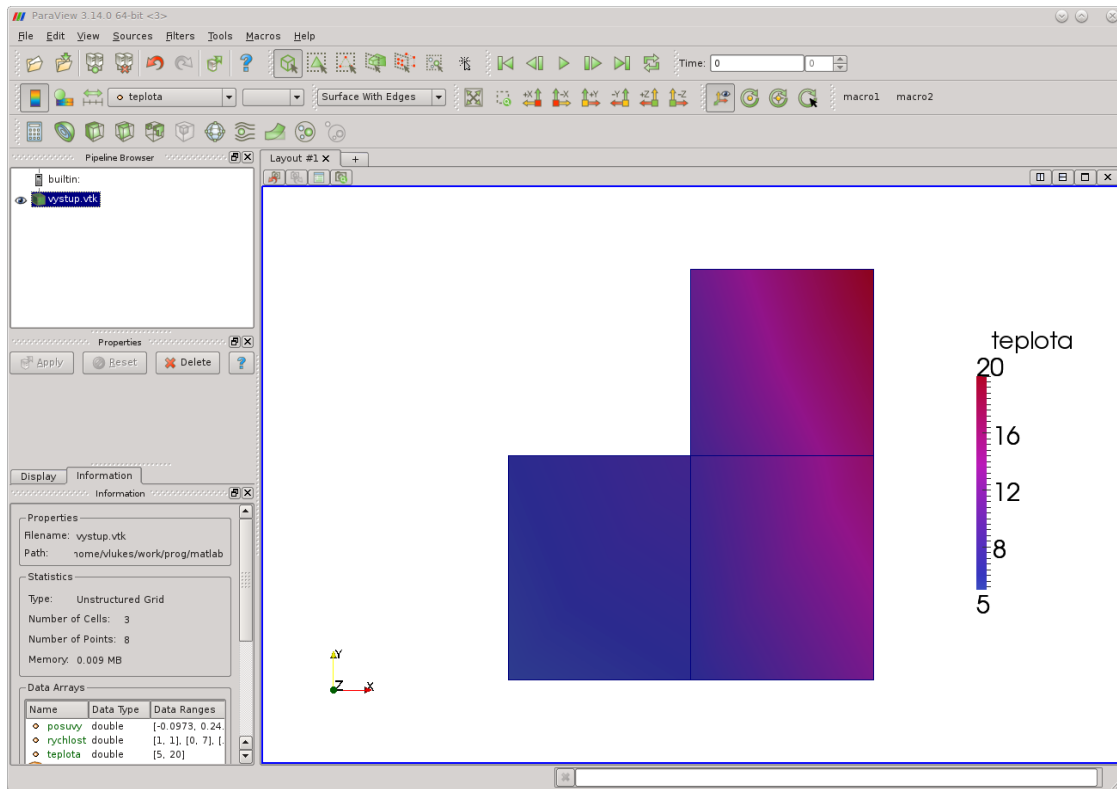 ParaView 3.14.0 64-bit <3>
File Edit View Sources Filters Tools Macros Help
Time: 0 0
teplota Surface With Edges +X -X +Y -Y +Z -Z macro1 macro2
Pipeline Browser
Layout #1 +
builtin:
vystup.vtk
Properties
Apply Reset Delete ?
Display Information
Information
Properties
Filename: vystup.vtk
Path: home/vlukes/work/prog/matlab
Statistics
Type: Unstructured Grid
Number of Cells: 3
Number of Points: 8
Memory: 0.009 MB
Data Arrays
Name Data Type Data Ranges
posuvy double [-0.0973, 0.24.
rychlost double [1, 1], [0, 7], [.
teplota double [5, 20]
teplota
20
16
12
8
5
Y
Z X